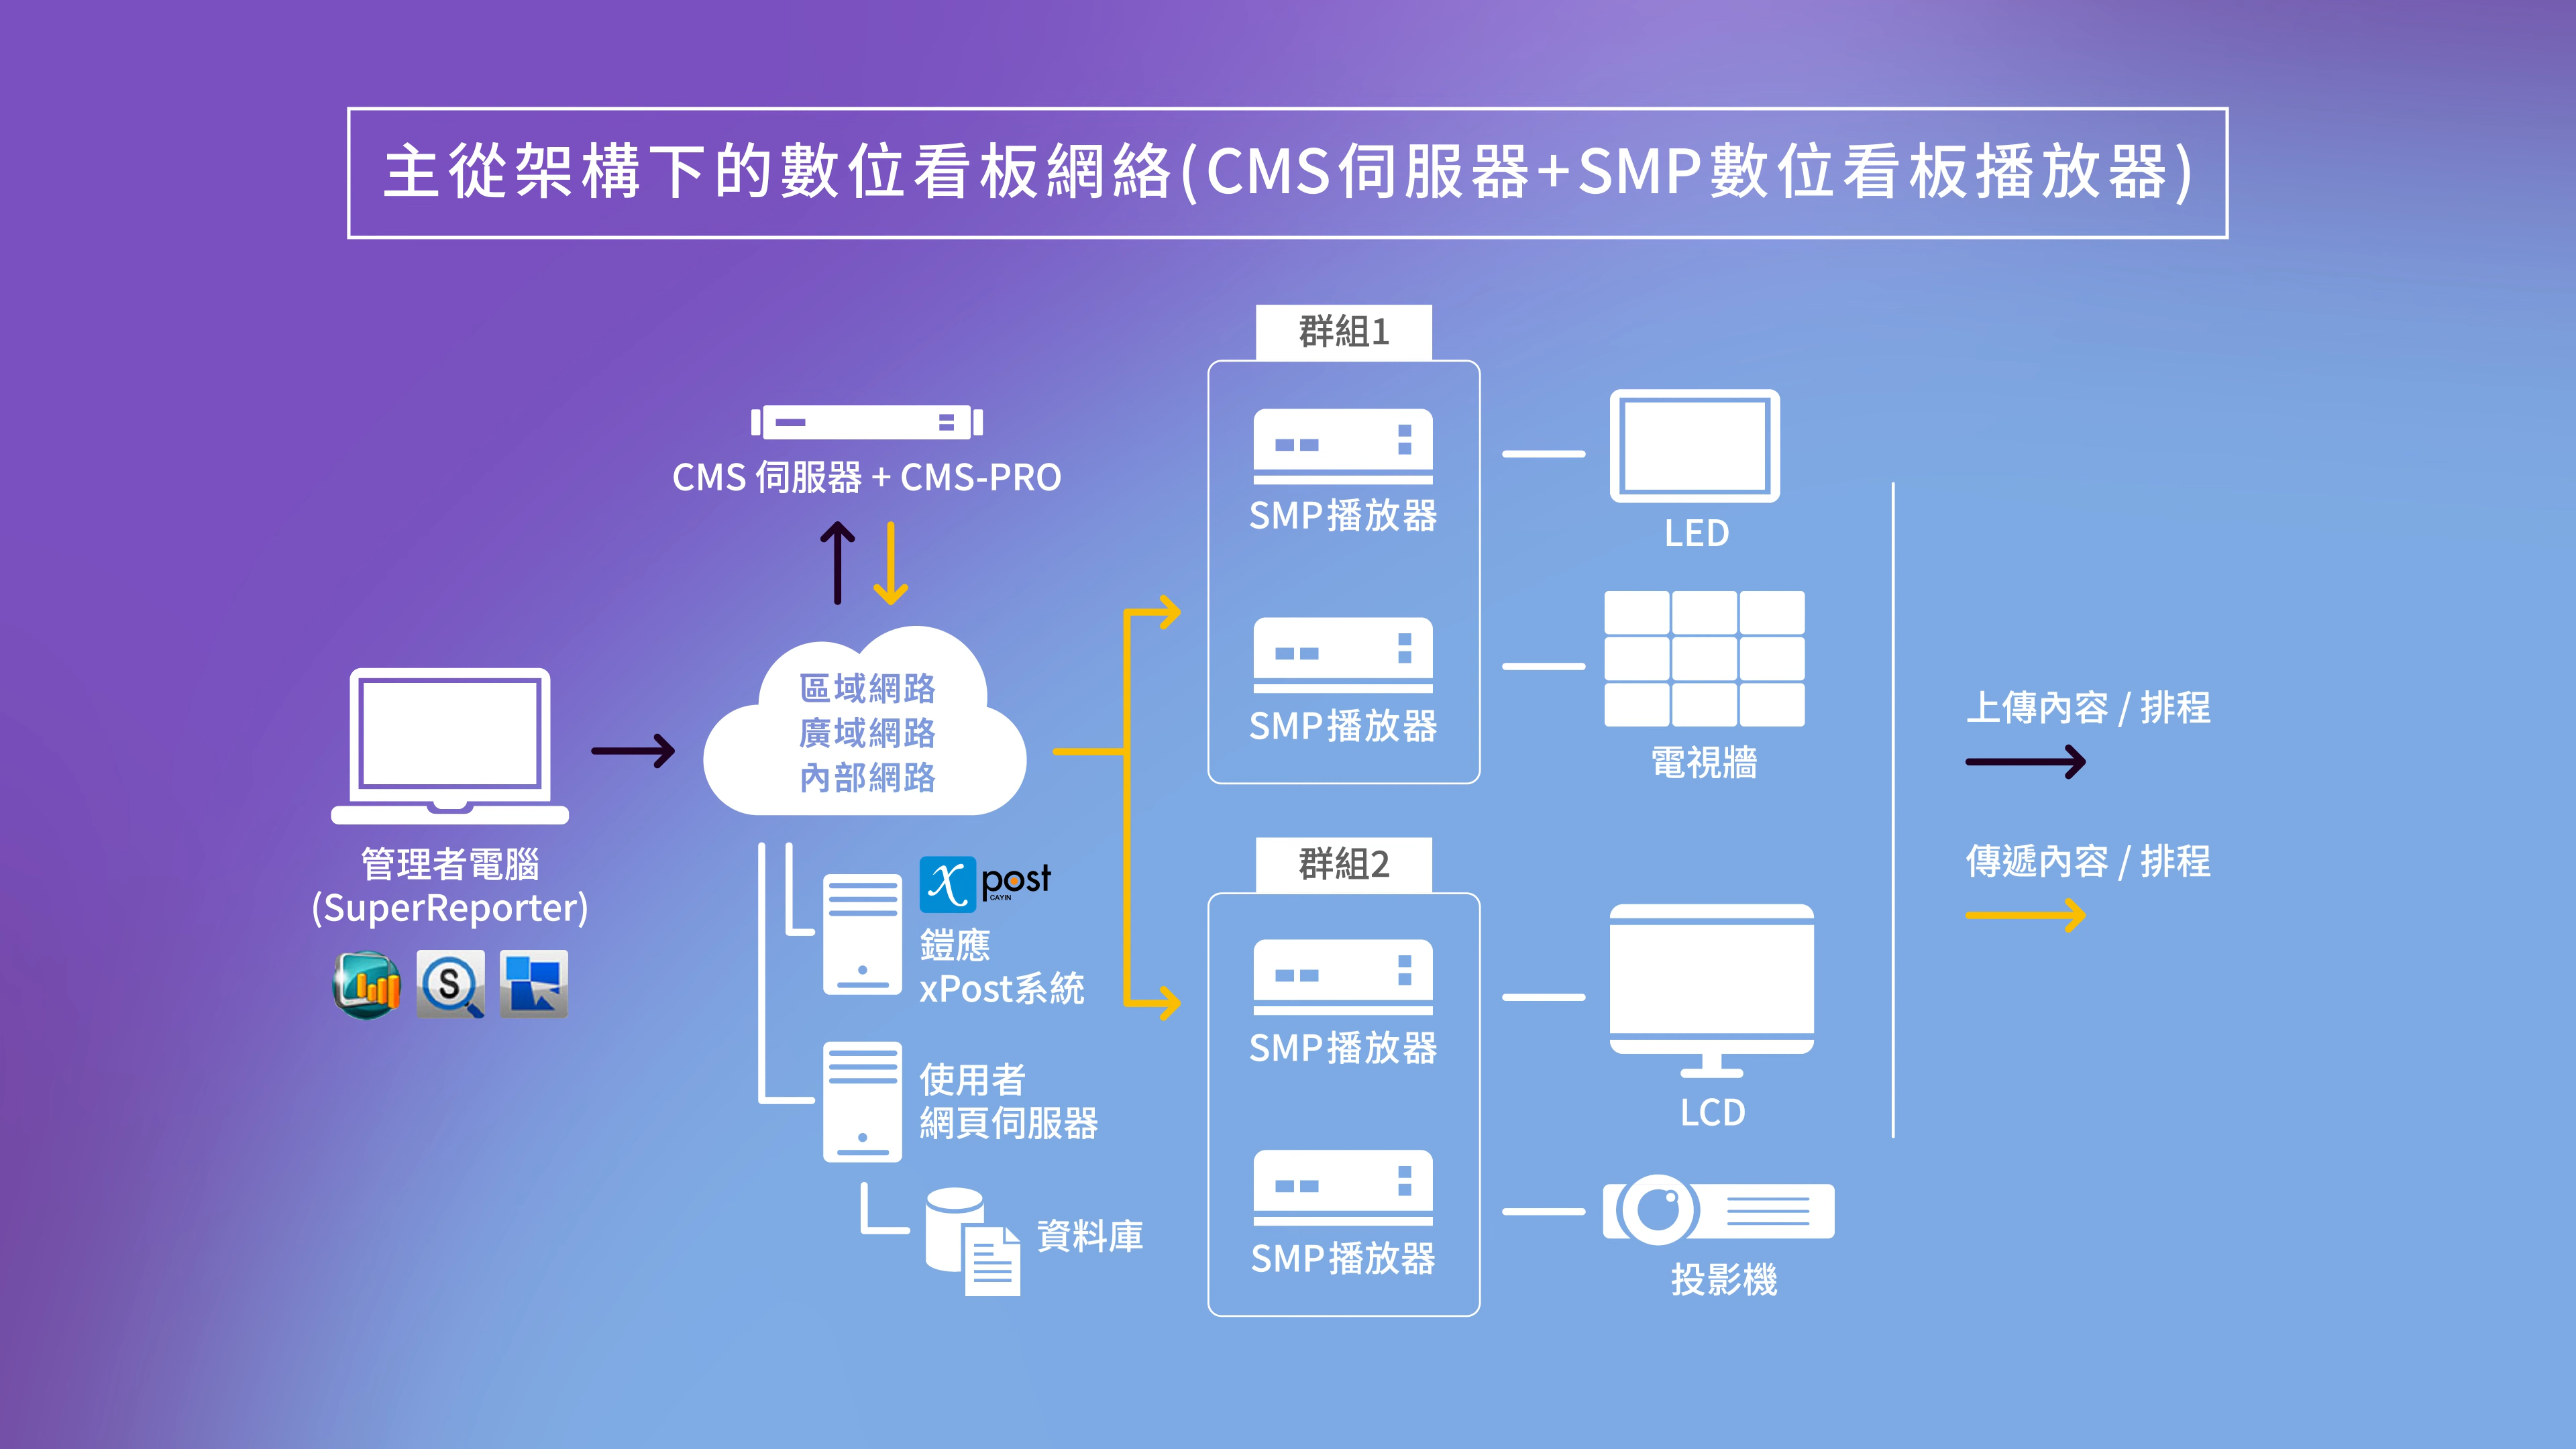 主從架構下的數位看板網絡(CMS伺服器+SMP數位看板播放器)
CMS 伺服器 + CMS-PRO
區域網路
廣域網路
內部網路
管理者電腦
(SuperReporter)
S
X post
CAYIN
鎧應
xPost系統
使用者
網頁伺服器
資料庫
群組1
SMP播放器
SMP播放器
群組2
SMP播放器
SMP播放器
LED
電視牆
LCD
投影機
上傳內容 / 排程
傳遞內容 / 排程